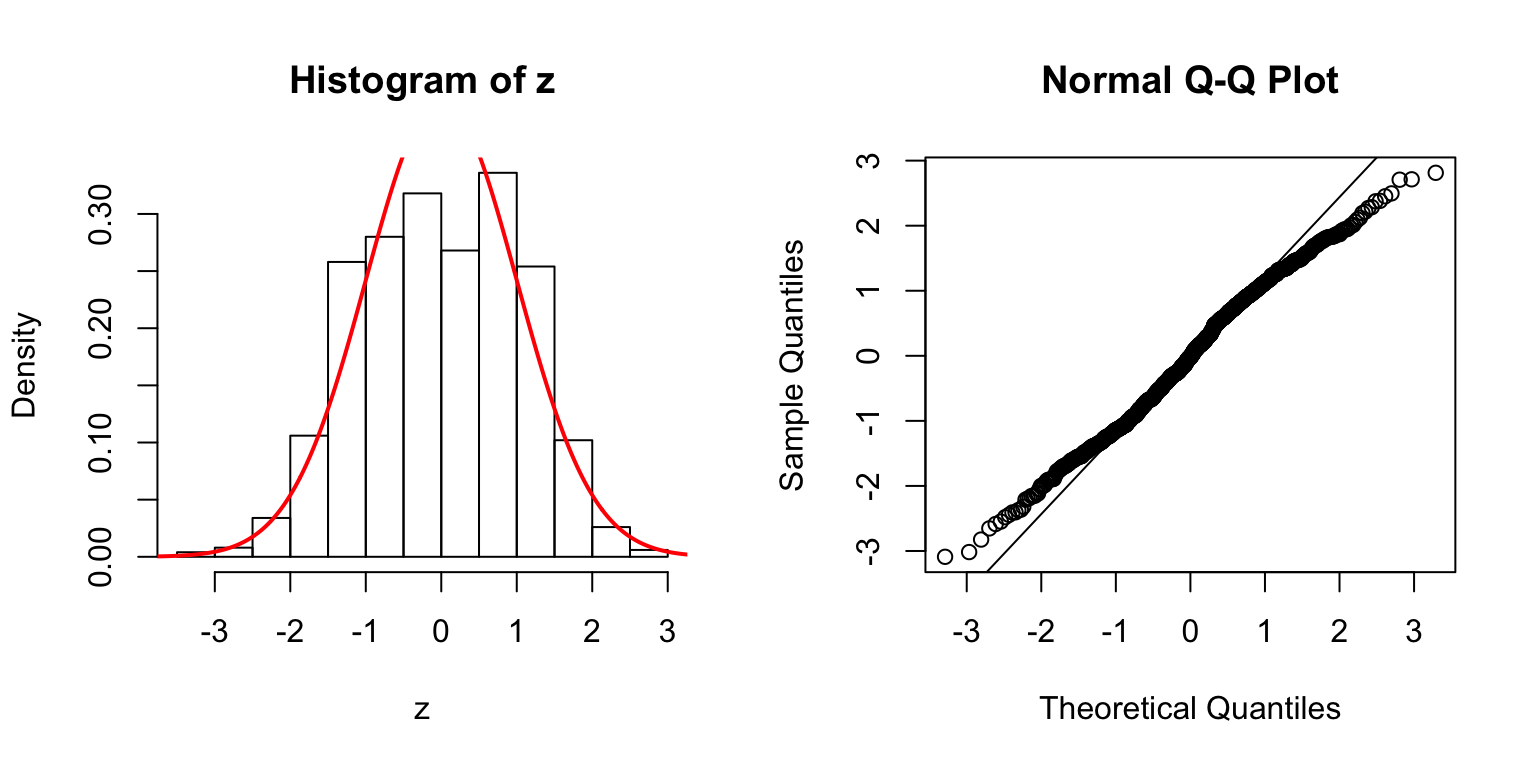 Histogram of z
Density
0.00 0.10 0.20 0.30
-3 -2 -1 0 1 2 3
z
Normal Q-Q Plot
Sample Quantiles
-3 -2 -1 0 1 2 3
-3 -2 -1 0 1 2 3
Theoretical Quantiles